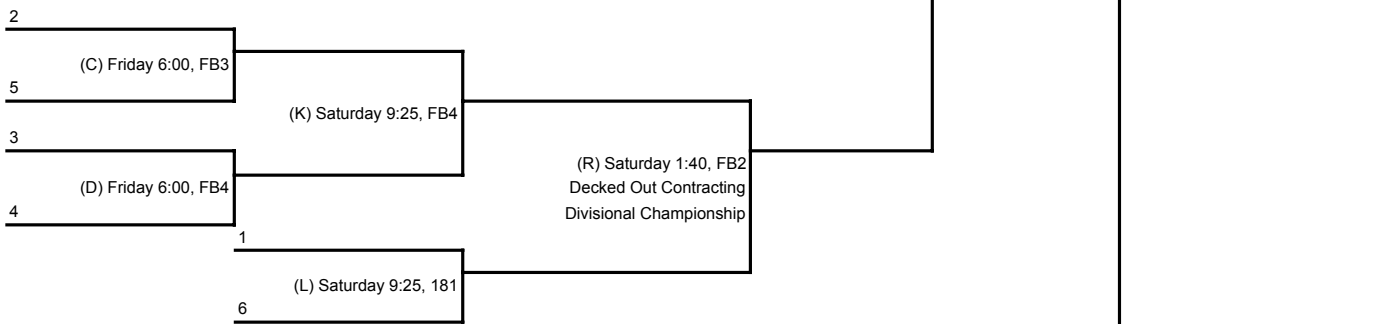 2
(C) Friday 6:00, FB3
5
(K) Saturday 9:25, FB4
3
(D) Friday 6:00, FB4
4
(R) Saturday 1:40, FB2
Decked Out Contracting
Divisional Championship
1
(L) Saturday 9:25, 181
6